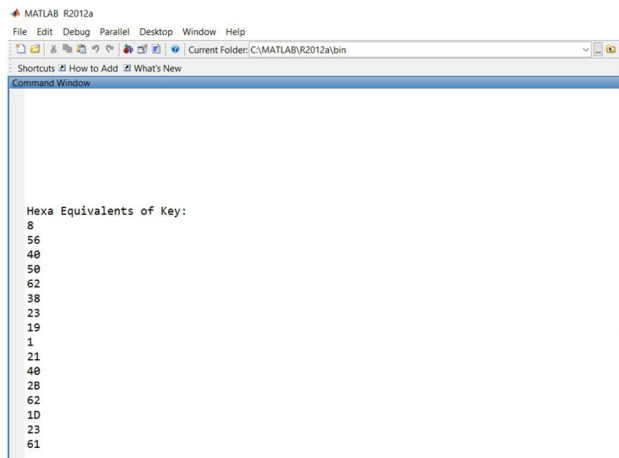 MATLAB R2012a
File Edit Debug Parallel Desktop Window Help
Current Folder: C:\MATLAB\R2012a\bin
Shortcuts How to Add What's New
Command Window
Hexa Equivalents of Key:
8
56
40
50
62
38
23
19
1
21
40
2B
62
1D
23
61